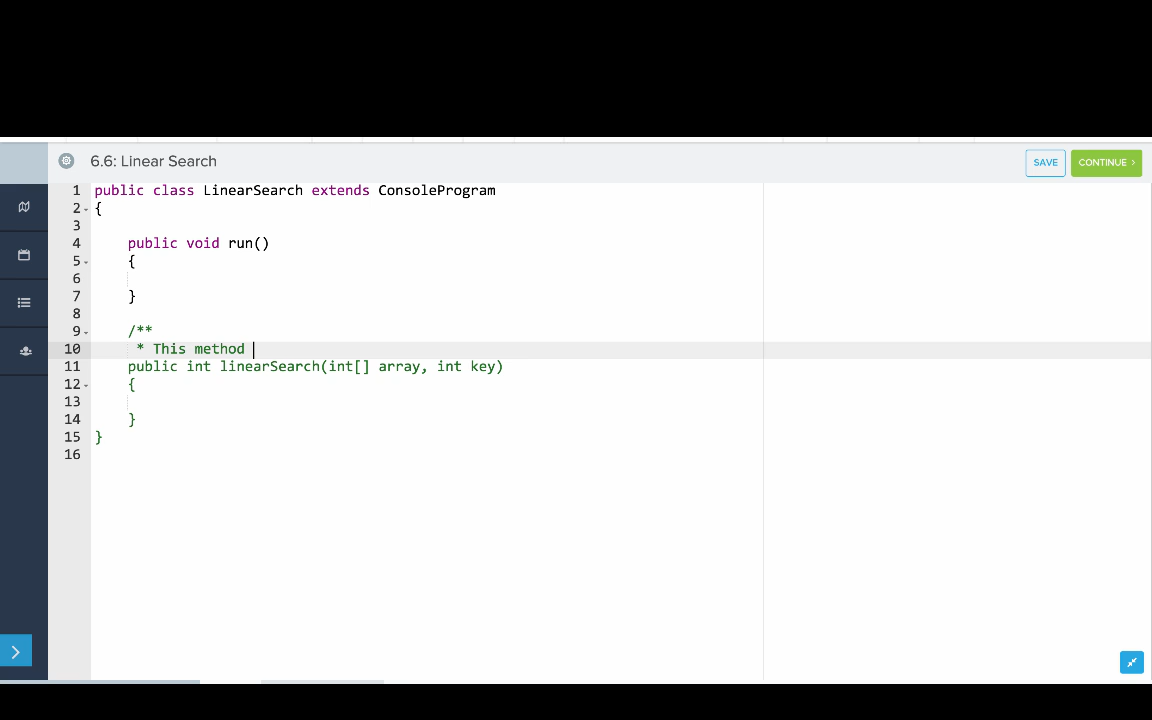 6.6: Linear Search
SAVE
CONTINUE >
1 public class LinearSearch extends ConsoleProgram
2 {
3
4 public void run()
5 {
6
7 }
8
9 /**
10 * This method
11 public int linearSearch(int[] array, int key)
12 {
13
14 }
15 }
16